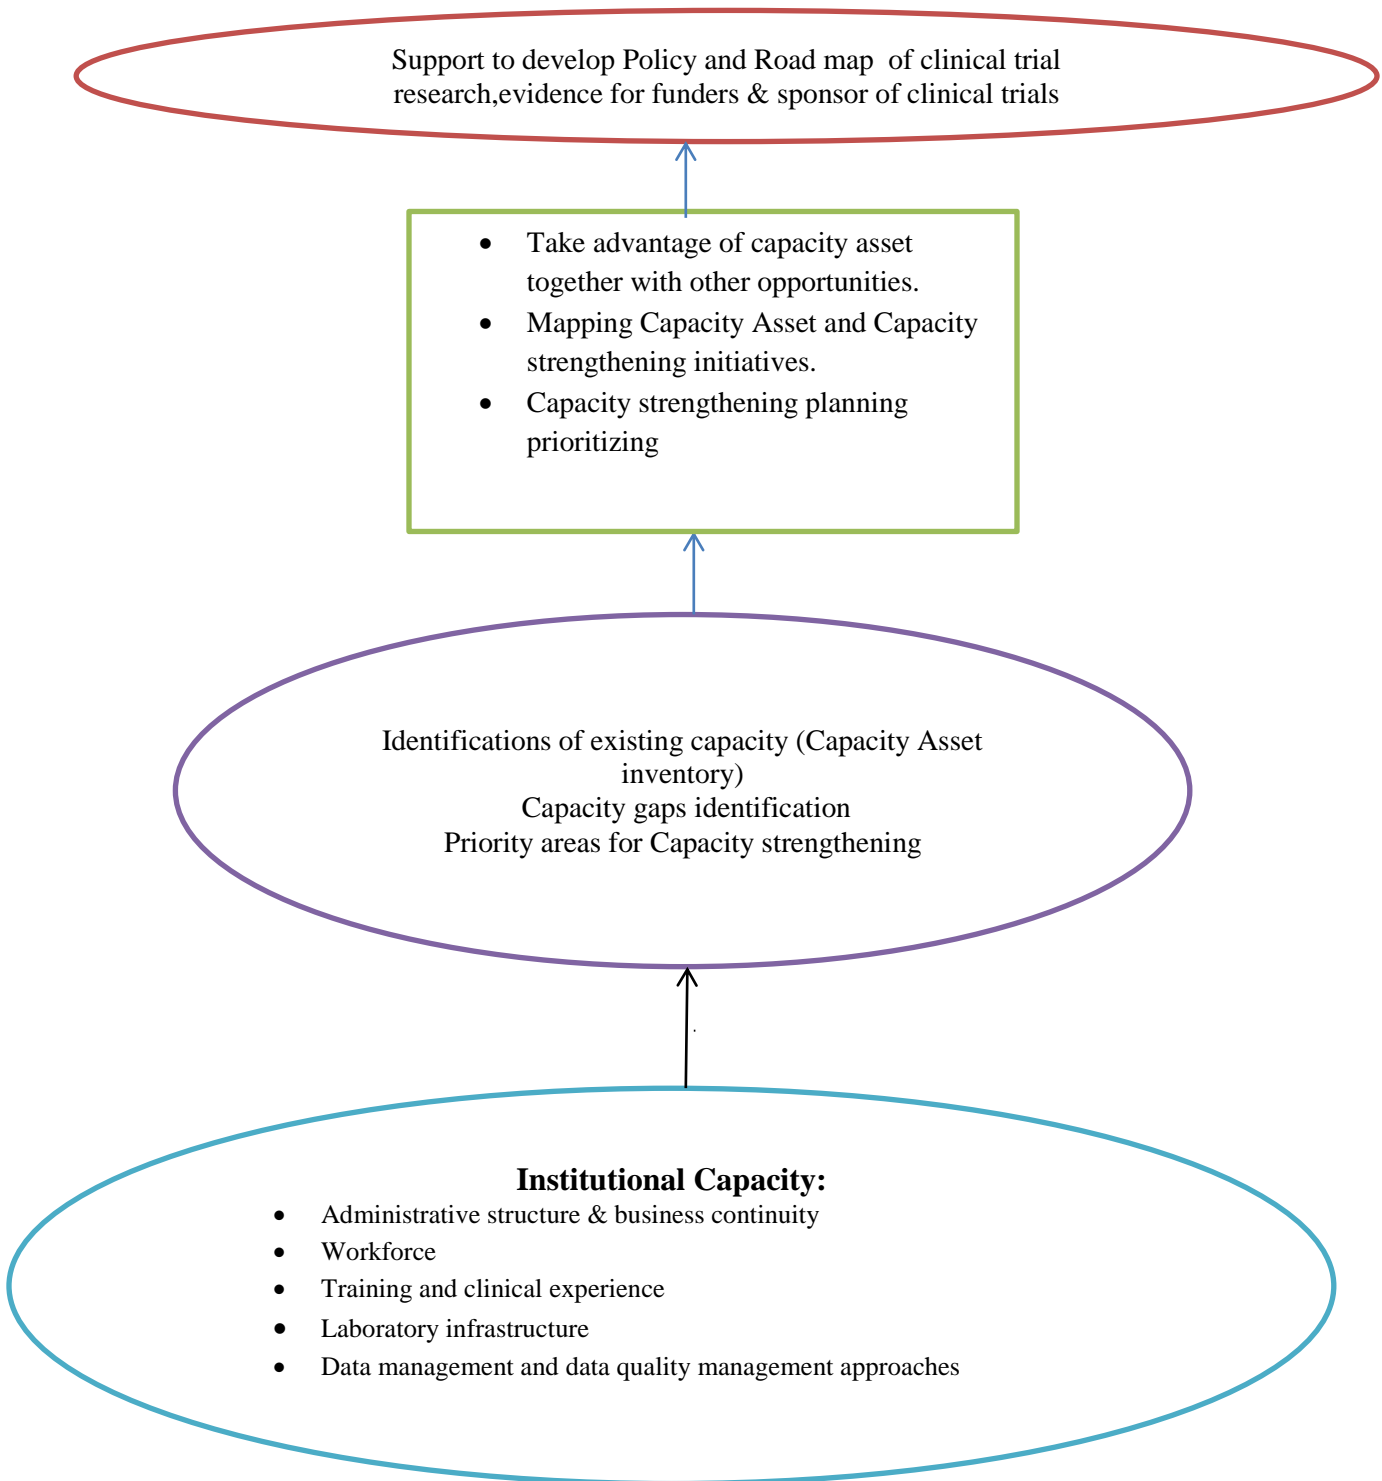 Support to develop Policy and Road map of clinical trial
research,evidence for funders & sponsor of clinical trials
• Take advantage of capacity asset
together with other opportunities.
• Mapping Capacity Asset and Capacity
strengthening initiatives.
• Capacity strengthening planning
prioritizing
Identifications of existing capacity (Capacity Asset
inventory)
Capacity gaps identification
Priority areas for Capacity strengthening
.
Institutional Capacity:
• Administrative structure & business continuity
• Workforce
• Training and clinical experience
• Laboratory infrastructure
• Data management and data quality management approaches